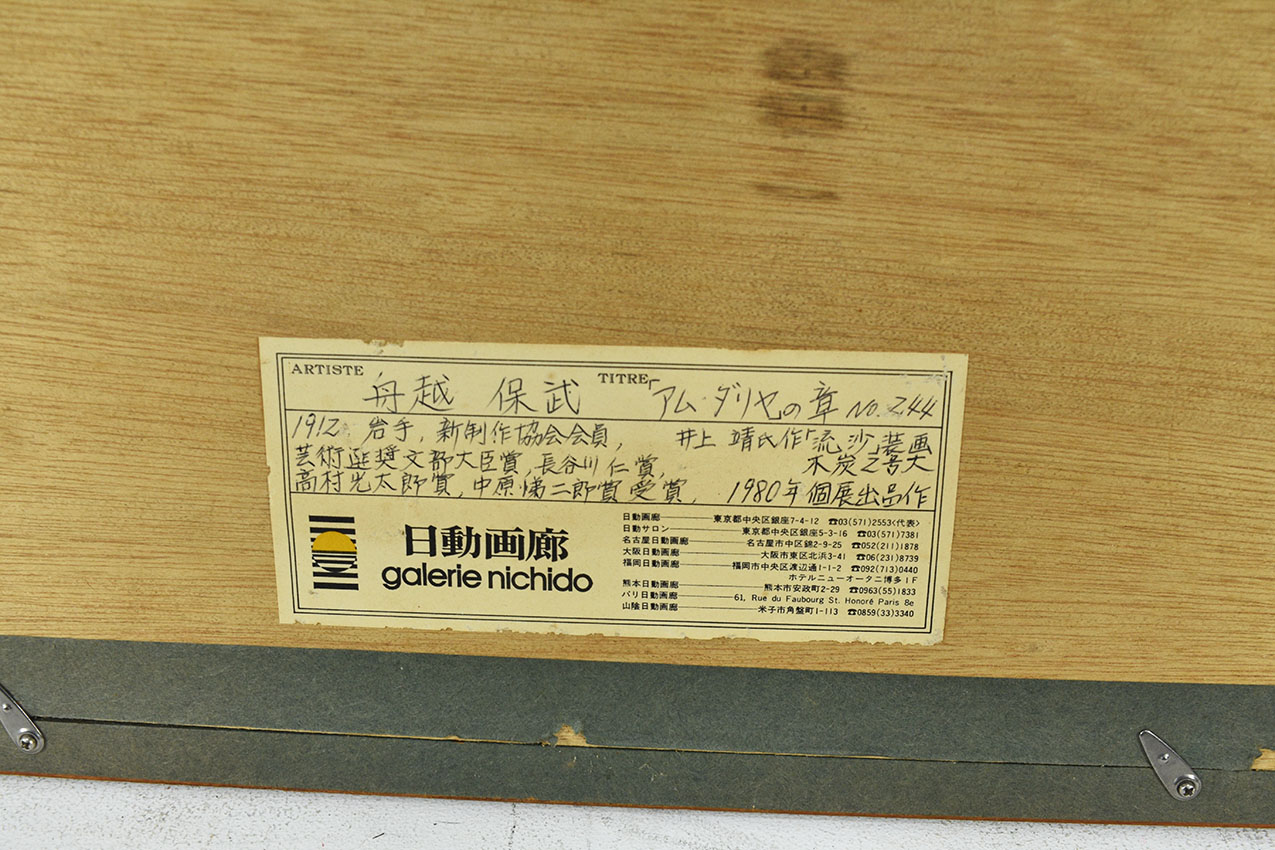 ARTISTE 舟越 保武 TITRE 「アム・ダリヤの章 No.244
1912 岩手, 新制作協会会員, 井上 靖氏作「流沙」装画
芸術選奨文部大臣賞, 長谷川仁賞, 木炭2号大
高村光太郎賞, 中原悌二郎賞受賞, 1980年個展出品作
日動画廊
galerie nichido
日動画廊 東京都中央区銀座7-4-12 ☎03(571)2553<代表>
日動サロン 東京都中央区銀座5-3-16 ☎03(571)7381
名古屋日動画廊 名古屋市中区錦2-9-25 ☎052(211)1878
大阪日動画廊 大阪市東区北浜3-41 ☎06(231)8739
福岡日動画廊 福岡市中央区渡辺通1-1-2 ☎092(713)0440
ホテルニューオータニ博多1F
熊本日動画廊 熊本市安政町2-29 ☎0963(55)1833
パリ日動画廊 61, Rue du Faubourg St. Honoré Paris 8e
山陰日動画廊 米子市角盤町1-113 ☎0859(33)3340